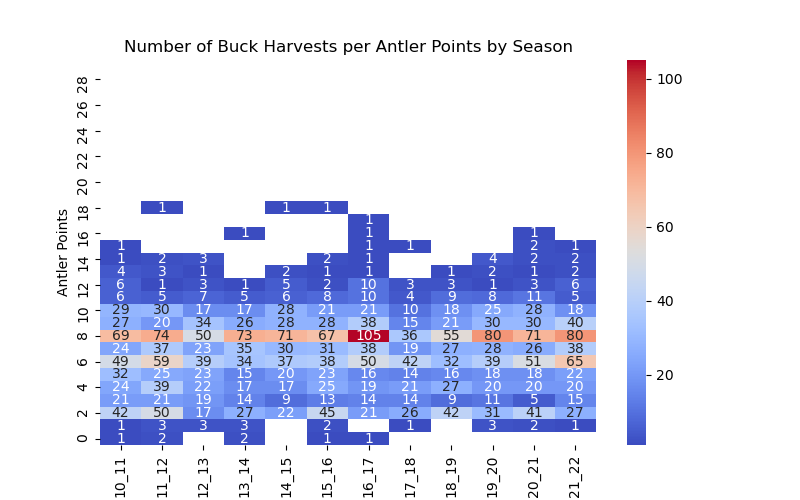 Number of Buck Harvests per Antler Points by Season
Antler Points
28
100
26
24
22
80
20
18 1 1 1
1
60
16 1 1 1
1 1 1 2 1
14 1 2 3 2 1 4 2 2
4 3 1 2 1 1 1 2 1 2
12 6 1 3 1 5 2 10 3 3 1 3 6
6 5 7 5 6 8 10 4 9 8 11 5
40
10 29 30 17 17 28 21 21 10 18 25 28 18
27 20 34 26 28 28 38 15 21 30 30 40
8 69 74 50 73 71 67 105 36 55 80 71 80
24 37 23 35 30 31 38 19 27 28 26 38
6 49 59 39 34 37 38 50 42 32 39 51 65
32 25 23 15 20 23 16 14 16 18 18 22
20
4 24 39 22 17 17 25 19 21 27 20 20 20
21 21 19 14 9 13 14 14 9 11 5 15
2 42 50 17 27 22 45 21 26 42 31 41 27
1 3 3 3 2 1 3 2 1
0 1 2 2 1 1
10_11 11_12 12_13 13_14 14_15 15_16 16_17 17_18 18_19 19_20 20_21 21_22